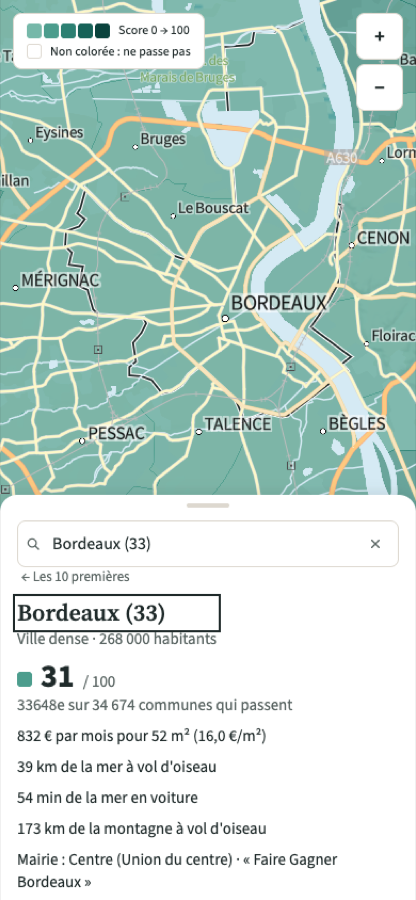 Score 0 → 100
Non colorée : ne passe pas
+
−
des
Marais de Bruges
Eysines
Bruges
A630
Lorm
illan
Le Bouscat
CENON
MÉRIGNAC
BORDEAUX
Floirac
PESSAC
TALENCE
BÈGLES
Bordeaux (33)
← Les 10 premières
Bordeaux (33)
Ville dense · 268 000 habitants
31 / 100
33648e sur 34 674 communes qui passent
832 € par mois pour 52 m² (16,0 €/m²)
39 km de la mer à vol d'oiseau
54 min de la mer en voiture
173 km de la montagne à vol d'oiseau
Mairie : Centre (Union du centre) · « Faire Gagner
Bordeaux »